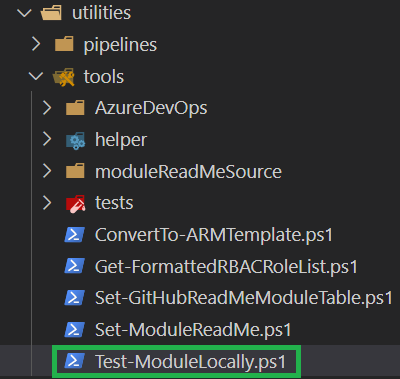 utilities
pipelines
tools
AzureDevOps
helper
moduleReadMeSource
tests
ConvertTo-ARMTemplate.ps1
Get-FormattedRBACRoleList.ps1
Set-GitHubReadMeModuleTable.ps1
Set-ModuleReadMe.ps1
Test-ModuleLocally.ps1